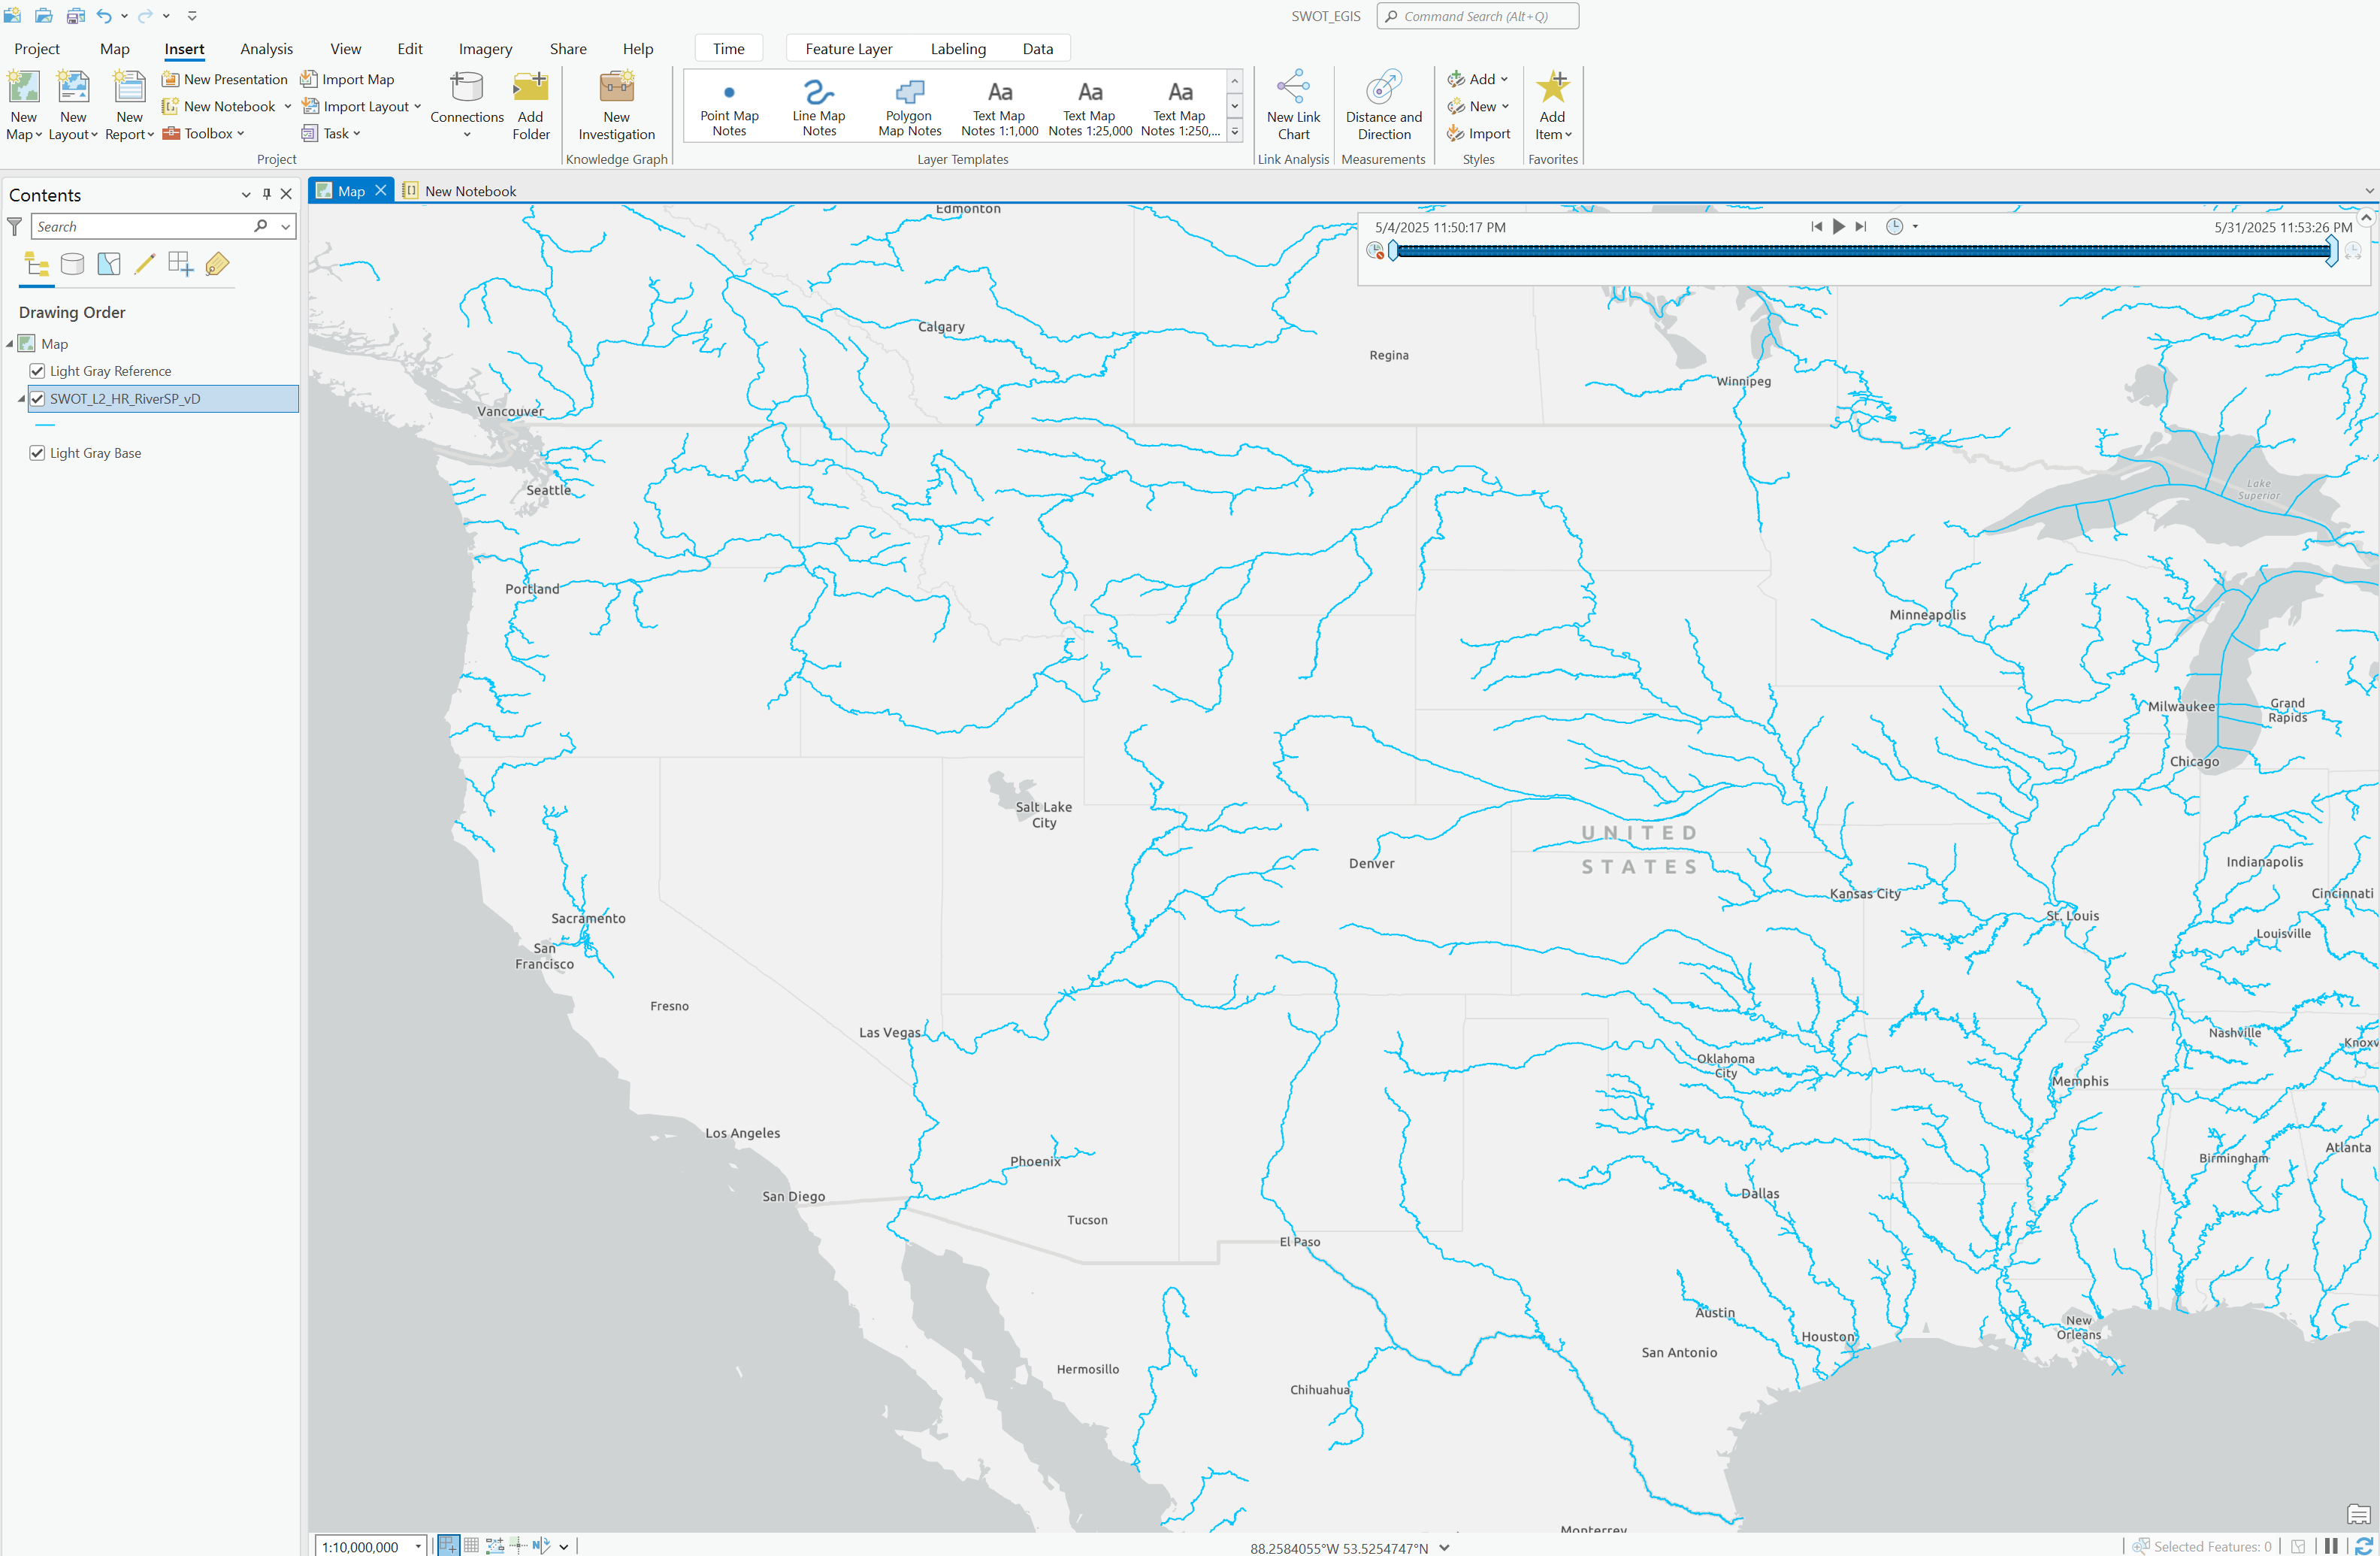 SWOT_EGIS
Command Search (Alt+Q)
Project
Map
Insert
Analysis
View
Edit
Imagery
Share
Help
Time
Feature Layer
Labeling
Data
New Map
New Layout
New Report
New Presentation
New Notebook
Toolbox
Import Map
Import Layout
Task
Connections
Add Folder
Project
New Investigation
Knowledge Graph
Point Map Notes
Line Map Notes
Polygon Map Notes
Aa
Text Map Notes 1:1,000
Aa
Text Map Notes 1:25,000
Aa
Text Map Notes 1:250,...
Layer Templates
New Link Chart
Link Analysis
Distance and Direction
Measurements
Add
New
Import
Styles
Add Item
Favorites
Contents
Search
Drawing Order
Map
Light Gray Reference
SWOT_L2_HR_RiverSP_vD
Light Gray Base
Map
New Notebook
5/4/2025 11:50:17 PM
5/31/2025 11:53:26 PM
Edmonton
Calgary
Regina
Winnipeg
Vancouver
Seattle
Lake
Superior
Portland
Minneapolis
Milwaukee
Grand
Rapids
Chicago
Salt Lake
City
UNITED
STATES
Denver
Indianapolis
Kansas City
Cincinnati
Sacramento
St. Louis
Louisville
San
Francisco
Fresno
Las Vegas
Nashville
Knoxv
Oklahoma
City
Memphis
Los Angeles
Phoenix
Birmingham
Atlanta
San Diego
Dallas
Tucson
El Paso
Austin
New
Orleans
Houston
San Antonio
Hermosillo
Chihuahua
Monterrey
1:10,000,000
88.2584055°W 53.5254747°N
Selected Features: 0